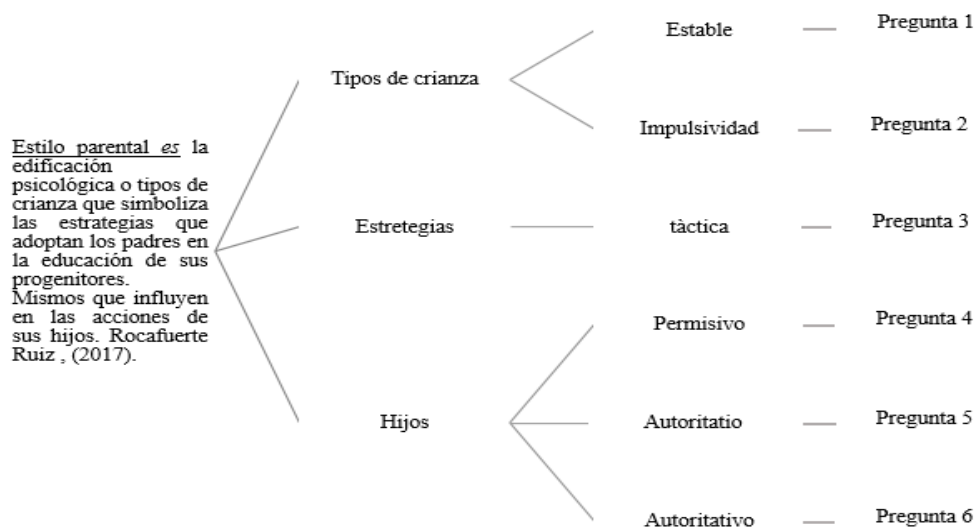 Estilo parental es la
edificación
psicológica o tipos de
crianza que simboliza
las estrategias que
adoptan los padres en
la educación de sus
progenitores.
Mismos que influyen
en las acciones de
sus hijos. Rocafuerte
Ruiz , (2017).
Tipos de crianza
Estable
Pregunta 1
Impulsividad
Pregunta 2
Estretegias
tàctica
Pregunta 3
Hijos
Permisivo
Pregunta 4
Autoritatio
Pregunta 5
Autoritativo
Pregunta 6